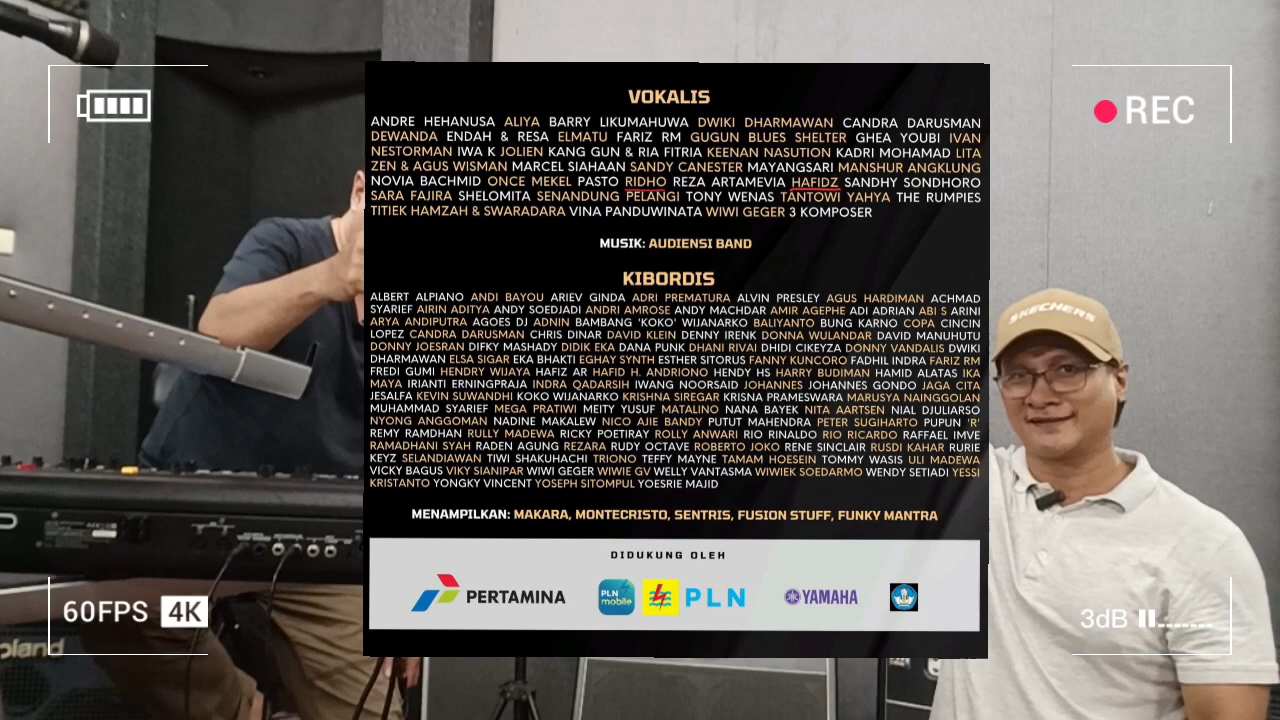 REC
SKECHERS
VOKALIS
ANDRE HEHANUSA ALIYA BARRY LIKUMAHUWA DWIKI DHARMAWAN CANDRA DARUSMAN
DEWANDA ENDAH & RESA ELMATU FARIZ RM GUGUN BLUES SHELTER GHEA YOUBI IVAN
NESTORMAN IWA K JOLIEN KANG GUN & RIA FITRIA KEENAN NASUTION KADRI MOHAMAD LITA
ZEN & AGUS WISMAN MARCEL SIAHAAN SANDY CANESTER MAYANGSARI MANSHUR ANGKLUNG
NOVIA BACHMID ONCE MEKEL PASTO RIDHO REZA ARTAMEVIA HAFIDZ SANDHY SONDHORO
SARA FAJIRA SHELOMITA SENANDUNG PELANGI TONY WENAS TANTOWI YAHYA THE RUMPIES
TITIEK HAMZAH & SWARADARA VINA PANDUWINATA WIWI GEGER 3 KOMPOSER
MUSIK: AUDIENSI BAND
KIBORDIS
ALBERT ALPIANO ANDI BAYOU ARIEV GINDA ADRI PREMATURA ALVIN PRESLEY AGUS HARDIMAN ACHMAD
SYARIEF AIRIN ADITYA ANDY SOEDJADI ANDRI AMROSE ANDY MACHDAR AMIR AGEPHE ADI ADRIAN ABI S ARINI
ARYA ANDIPUTRA AGOES DJ ADNIN BAMBANG 'KOKO' WIJANARKO BALIYANTO BUNG KARNO COPA CINCIN
LOPEZ CANDRA DARUSMAN CHRIS DINAR DAVID KLEIN DENNY IRENK DONNA WULANDAR DAVID MANUHUTU
DONNY JOESRAN DIFKY MASHADY DIDIK EKA DANA PUNK DHANI RIVAI DHIDI CIKEYZA DONNY VANDALIS DWIKI
DHARMAWAN ELSA SIGAR EKA BHAKTI EGHAY SYNTH ESTHER SITORUS FANNY KUNCORO FADHIL INDRA FARIZ RM
FREDI GUMI HENDRY WIJAYA HAFIZ AR HAFID H. ANDRIONO HENDY HS HARRY BUDIMAN HAMID ALATAS IKA
MAYA IRIANTI ERNINGPRAJA INDRA QADARSIH IWANG NOORSAID JOHANNES JOHANNES GONDO JAGA CITA
JESALFA KEVIN SUWANDHI KOKO WIJANARKO KRISHNA SIREGAR KRISNA PRAMESWARA MARUSYA NAINGGOLAN
MUHAMMAD SYARIEF MEGA PRATIWI MEITY YUSUF MATALINO NANA BAYEK NITA AARTSEN NIAL DJULIARSO
NYONG ANGGOMAN NADINE MAKALEW NICO AJIE BANDY PUTUT MAHENDRA PETER SUGIHARTO PUPUN 'R'
REMY RAMDHAN RULLY MADEWA RICKY POETIRAY ROLLY ANWARI RIO RINALDO RIO RICARDO RAFFAEL IMVE
RAMADHANI SYAH RADEN AGUNG REZARA RUDY OCTAVE ROBERTO JOKO RENE SINCLAIR RUSDI KAHAR RURIE
KEYZ SELANDIAWAN TIWI SHAKUHACHI TRIONO TEFFY MAYNE TAMAM HOESEIN TOMMY WASIS ULI MADEWA
VICKY BAGUS VIKY SIANIPAR WIWI GEGER WIWIE GV WELLY VANTASMA WIWIEK SOEDARMO WENDY SETIADI YESSI
KRISTANTO YONGKY VINCENT YOSEPH SITOMPUL YOESRIE MAJID
MENAMPILKAN: MAKARA, MONTECRISTO, SENTRIS, FUSION STUFF, FUNKY MANTRA
DIDUKUNG OLEH
PERTAMINA
PLN mobile
PLN
YAMAHA
60FPS 4K
3dB
Roland